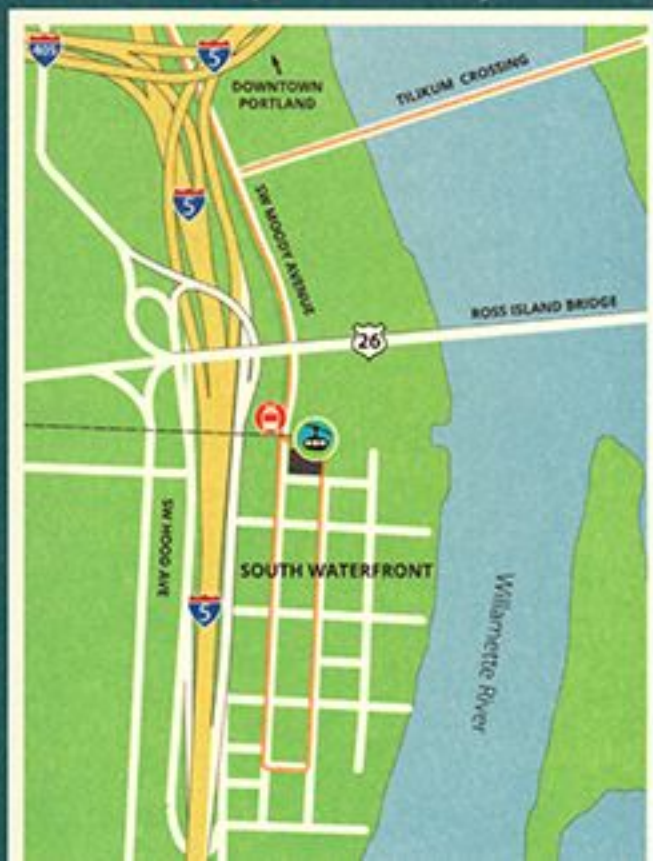 405
5
DOWNTOWN
PORTLAND
TILIKUM CROSSING
5
SW MOODY AVENUE
ROSS ISLAND BRIDGE
26
SW HOOD AVE
SOUTH WATERFRONT
5
Willamette River